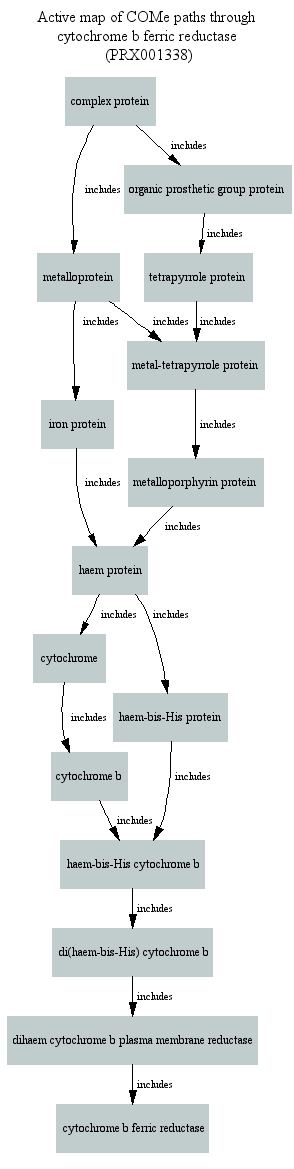 Active map of COMe paths through
cytochrome b ferric reductase
(PRX001338)
complex protein
includes
includes
organic prosthetic group protein
includes
metalloprotein
tetrapyrrole protein
includes
includes
includes
metal-tetrapyrrole protein
iron protein
includes
includes
metalloporphyrin protein
includes
haem protein
includes
includes
cytochrome
haem-bis-His protein
includes
cytochrome b
includes
includes
haem-bis-His cytochrome b
includes
di(haem-bis-His) cytochrome b
includes
dihaem cytochrome b plasma membrane reductase
includes
cytochrome b ferric reductase